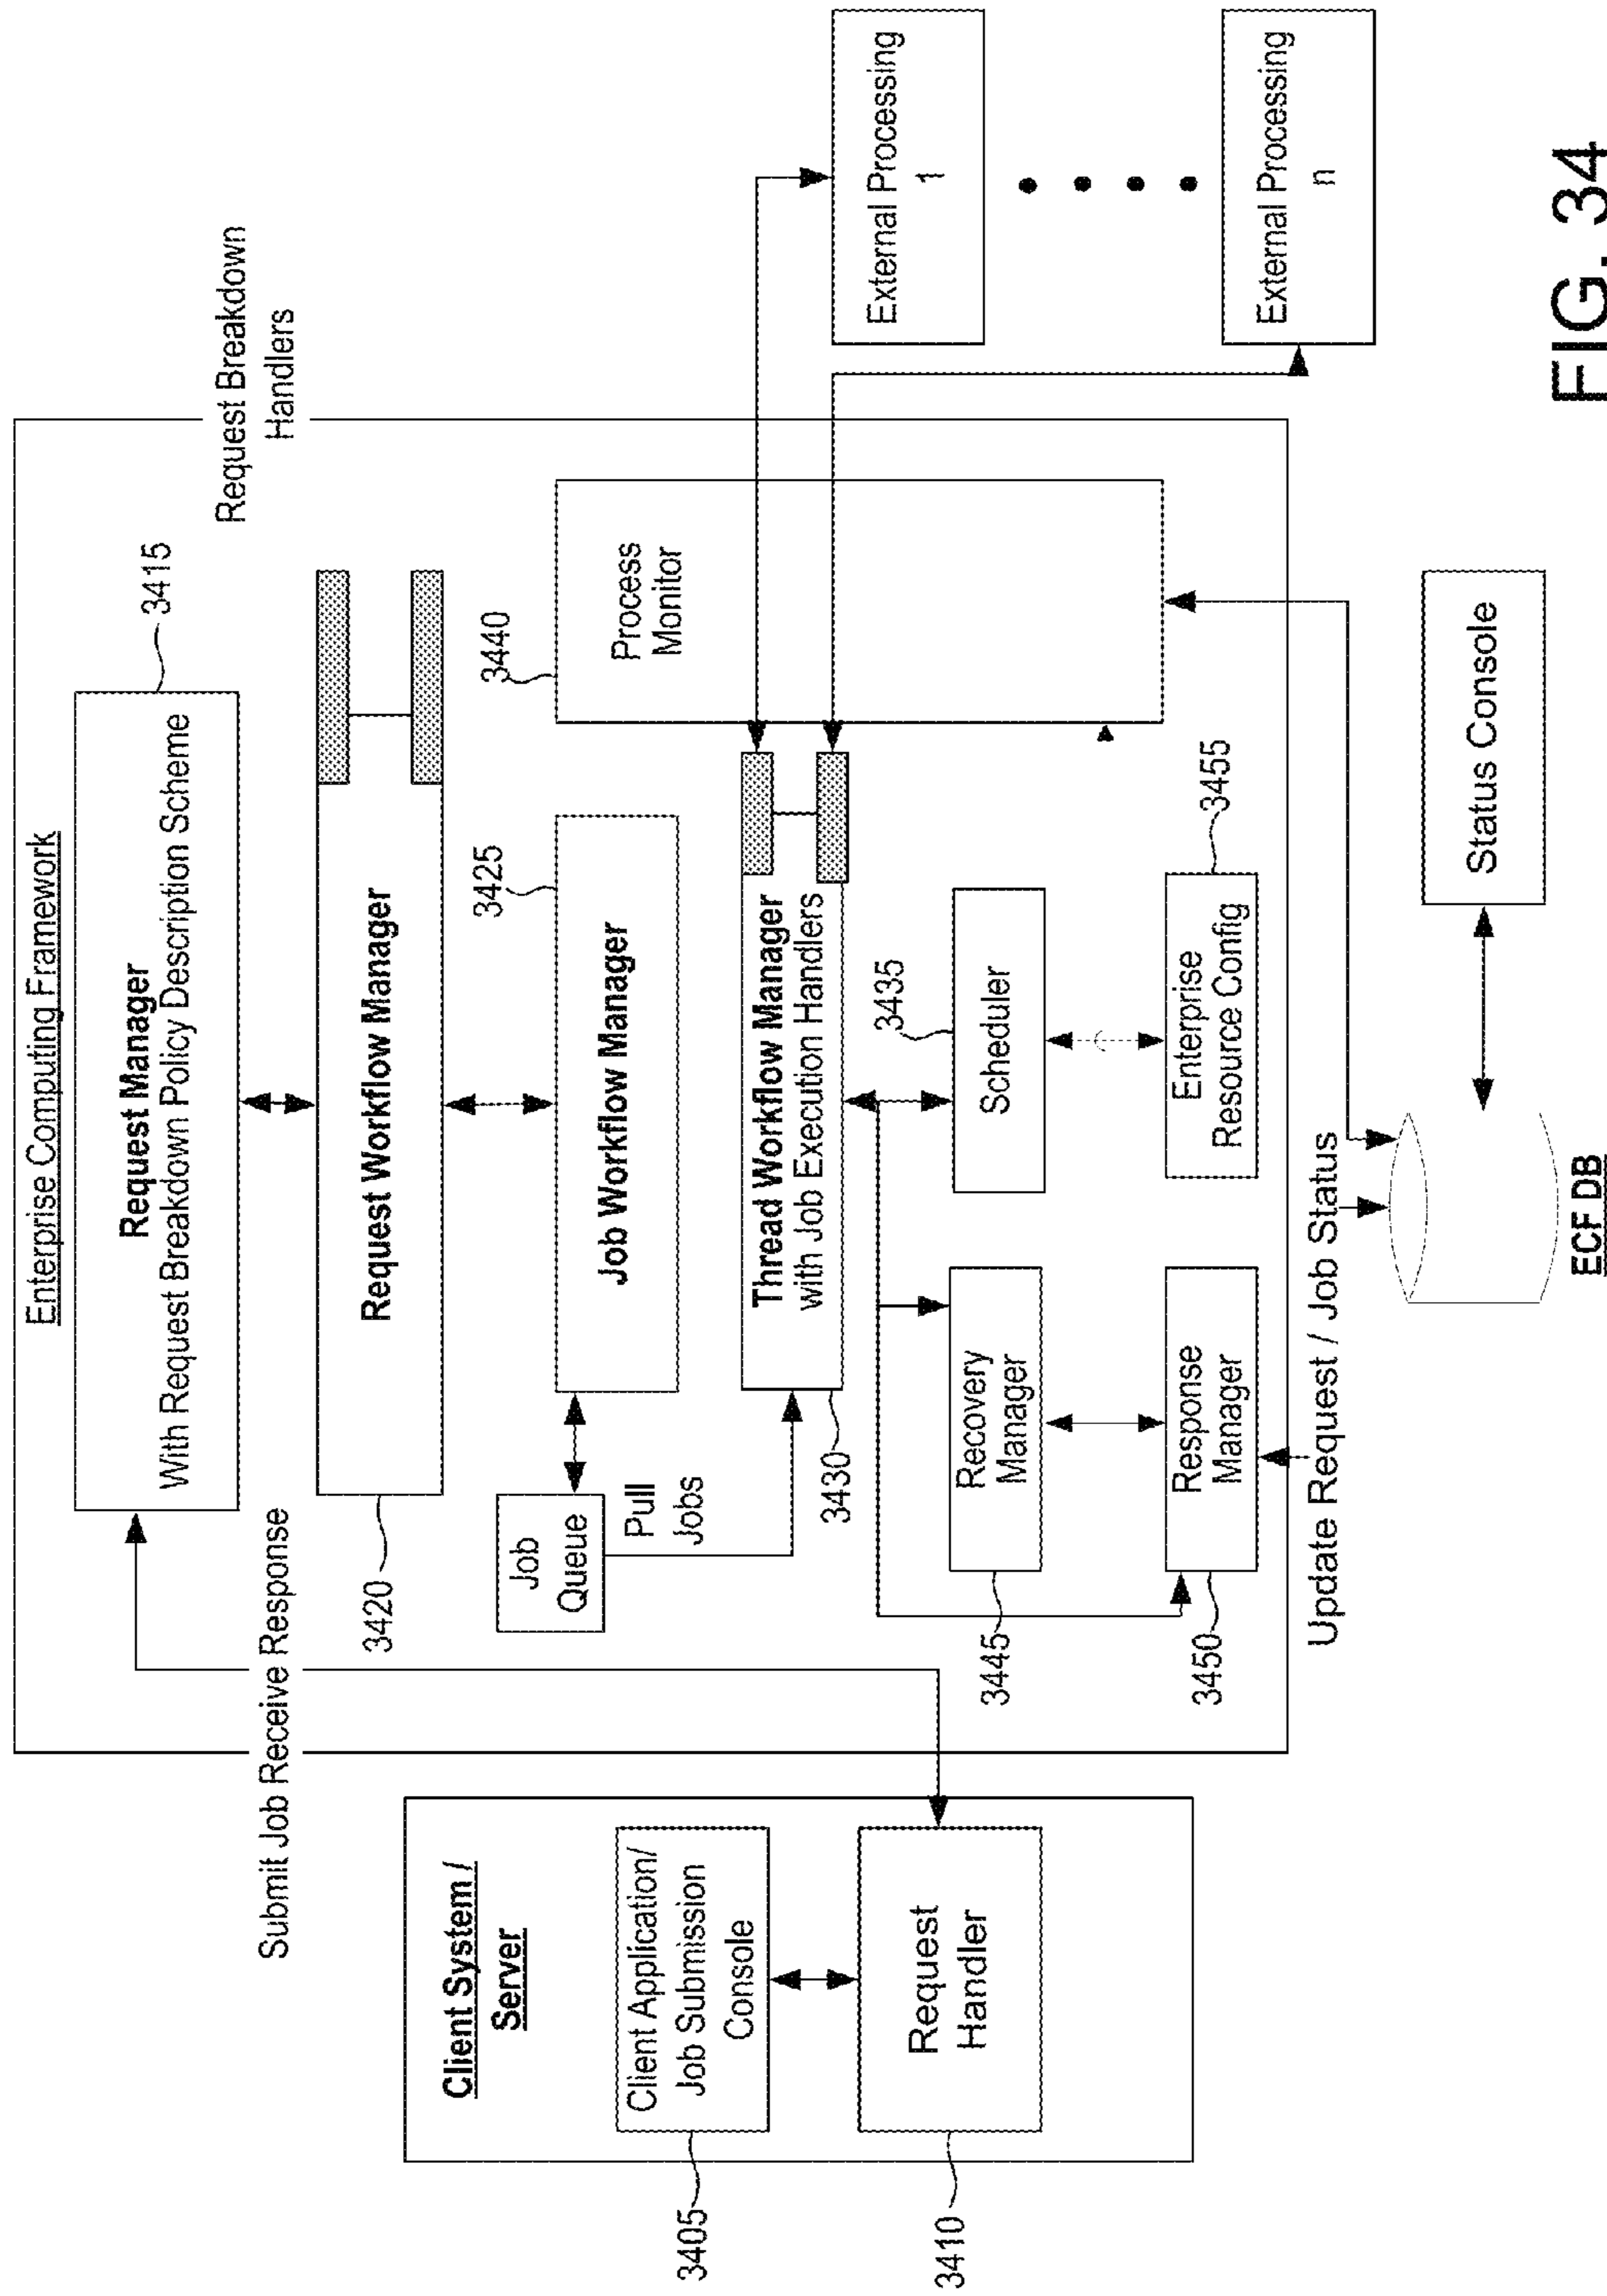 Enterprise Computing Framework
Request Manager
With Request Breakdown Policy Description Scheme
3415
Submit Job Receive Response
Request Breakdown
Handlers
Request Workflow Manager
3420
Client System /
Server
Client Application/
Job Submission
Console
3405
Request
Handler
3410
Job
Queue
Pull
Jobs
Job Workflow Manager
3425
Process
Monitor
3440
Thread Workflow Manager
with Job Execution Handlers
3430
External Processing
1
External Processing
n
Recovery
Manager
3445
Scheduler
3435
Response
Manager
3450
Enterprise
Resource Config
3455
Update Request / Job Status
ECF DB
Status Console
FIG. 34